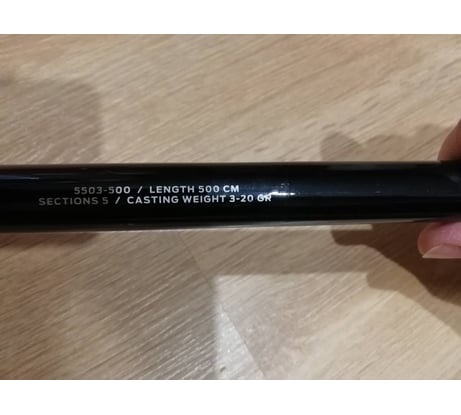 5503-500 / LENGTH 500 CM
SECTIONS 5 / CASTING WEIGHT 3-20 GR